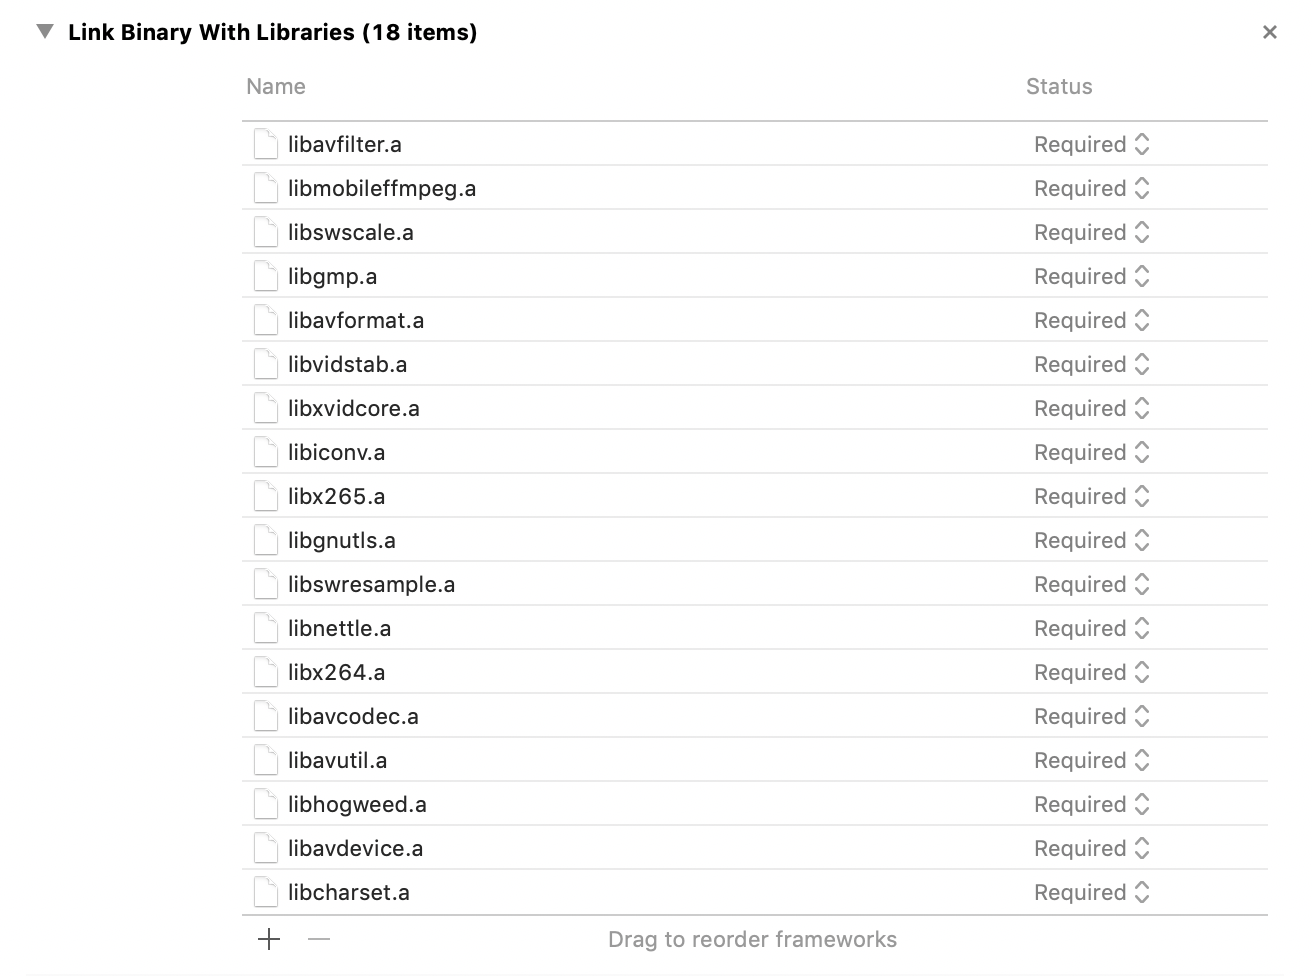 Link Binary With Libraries (18 items)
Name Status
libavfilter.a Required
libmobileffmpeg.a Required
libswscale.a Required
libgmp.a Required
libavformat.a Required
libvidstab.a Required
libxvidcore.a Required
libiconv.a Required
libx265.a Required
libgnutls.a Required
libswresample.a Required
libnettle.a Required
libx264.a Required
libavcodec.a Required
libavutil.a Required
libhogweed.a Required
libavdevice.a Required
libcharset.a Required
Drag to reorder frameworks